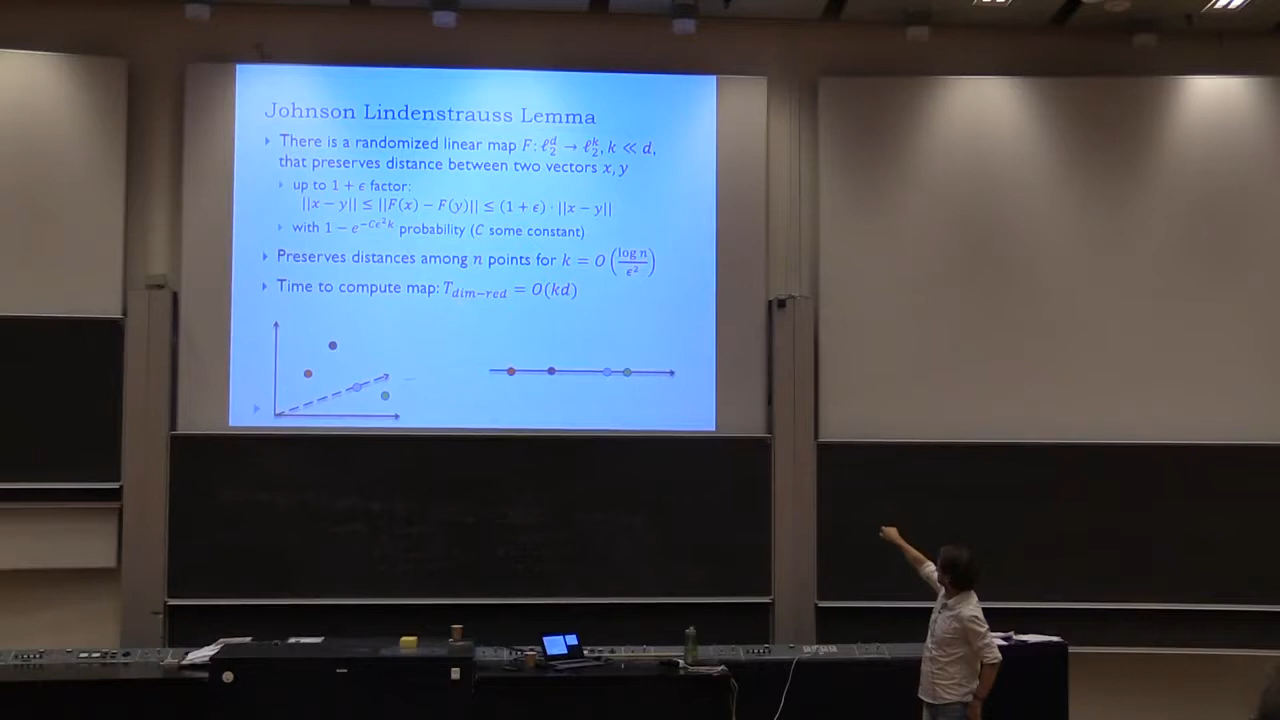 Johnson Lindenstrauss Lemma
There is a randomized linear map F: ℓ₂ᵈ → ℓ₂ᵏ, k ≪ d,
that preserves distance between two vectors x, y
up to 1 + ϵ factor:
||x − y|| ≤ ||F(x) − F(y)|| ≤ (1 + ϵ) · ||x − y||
with 1 − e^{−Cϵ²k} probability (C some constant)
Preserves distances among n points for k = O(log n / ϵ²)
Time to compute map: T_{dim−red} = O(kd)